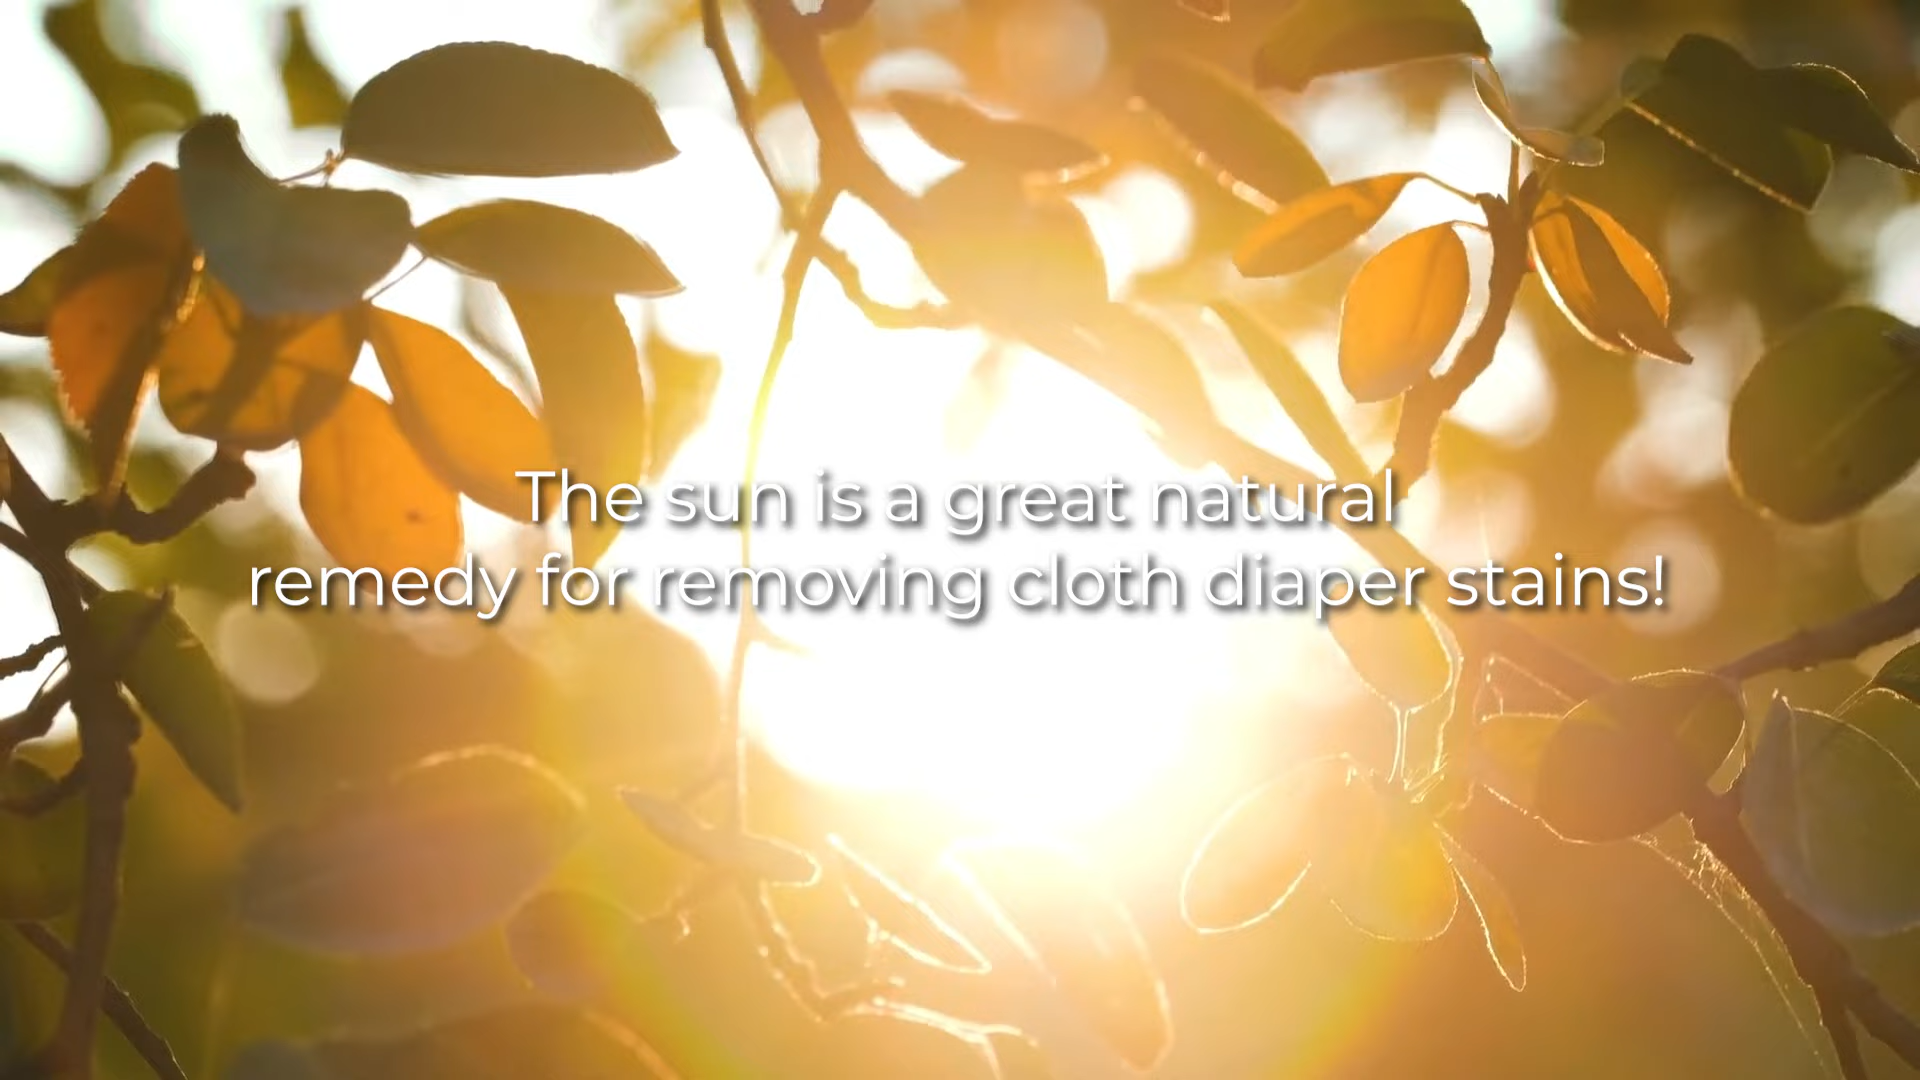 The sun is a great natural
remedy for removing cloth diaper stains!